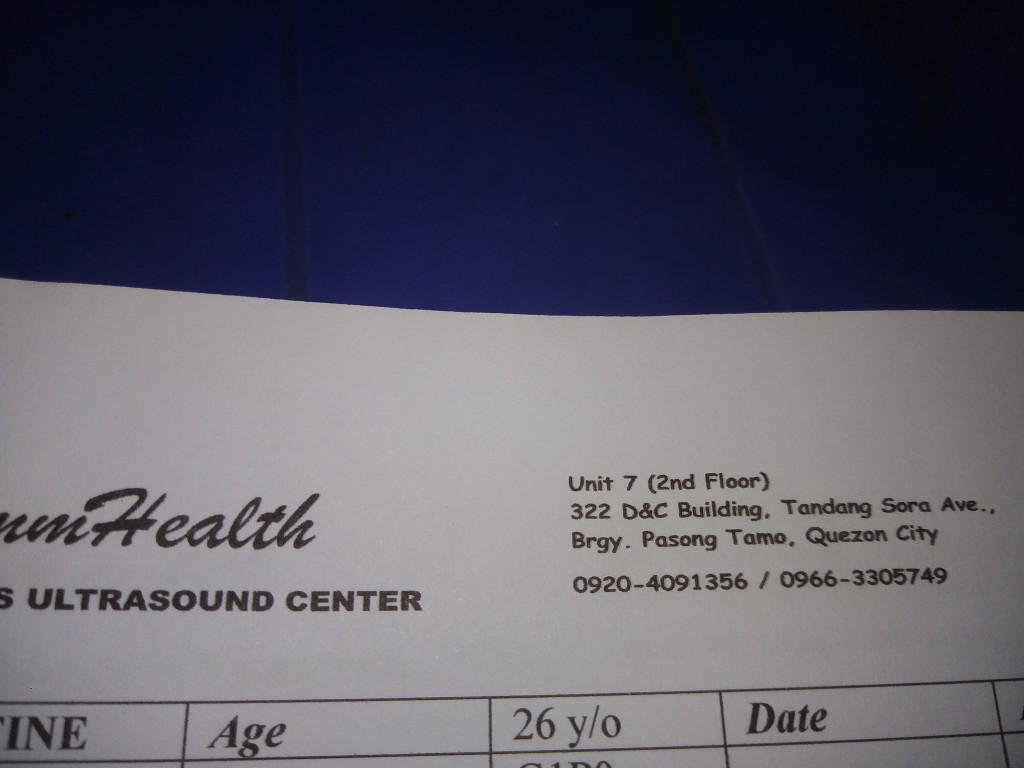 Unit 7 (2nd Floor)
322 D&C Building, Tandang Sora Ave.,
Brgy. Pasong Tamo, Quezon City
0920-4091356 / 0966-3305749
ULTRASOUND CENTER
Age 26 y/o Date